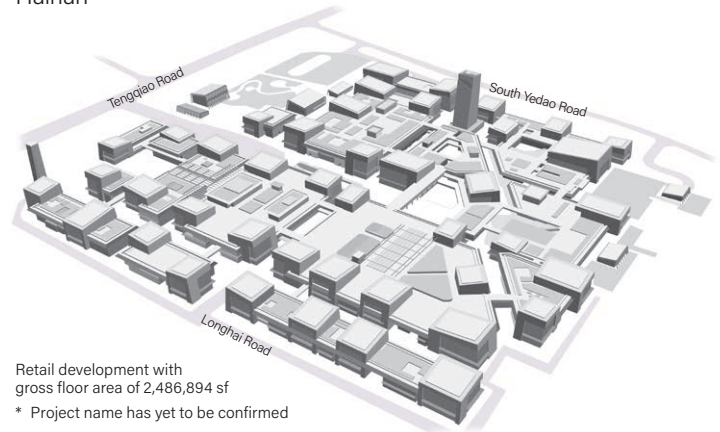 Hainan
Tengqiao Road
South Yedao Road
Longhai Road
Retail development with
gross floor area of 2,486,894 sf
* Project name has yet to be confirmed